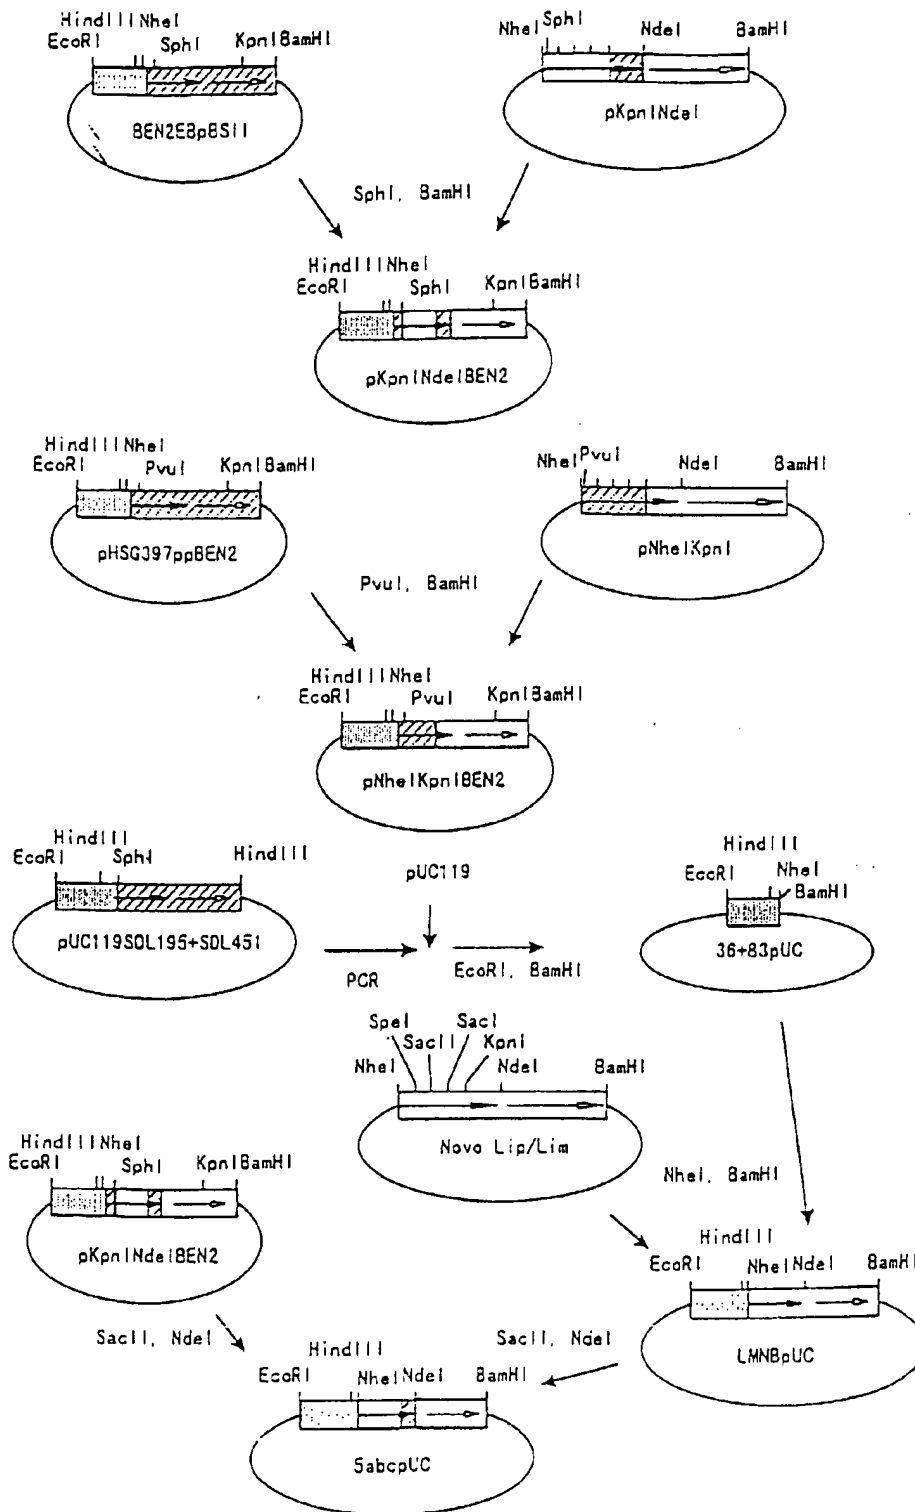 HindIII NheI
EcoRI SphI KpnI BamHI
BEN2EBpBSII
NheI SphI NdeI BamHI
pKpnINdeI
SphI, BamHI
HindIII NheI
EcoRI SphI KpnI BamHI
pKpnINdeIBEN2
HindIII NheI
EcoRI PvuI KpnI BamHI
pHSG397ppBEN2
NheI PvuI NdeI BamHI
pNheIKpnI
PvuI, BamHI
HindIII NheI
EcoRI PvuI KpnI BamHI
pNheIKpnIBEN2
HindIII
EcoRI SphI HindIII
pUC119SDL195+SDL451
pUC119
PCR
EcoRI, BamHI
HindIII
EcoRI NheI
BamHI
36+83pUC
SpeI SacI
SacII KpnI
NheI NdeI BamHI
Novo Lip/Lim
NheI, BamHI
HindIII NheI
EcoRI SphI KpnI BamHI
pKpnINdeIBEN2
HindIII
EcoRI NheI NdeI BamHI
LMNBpUC
SacII, NdeI
SacII, NdeI
HindIII
EcoRI NheI NdeI BamHI
5abcpUC